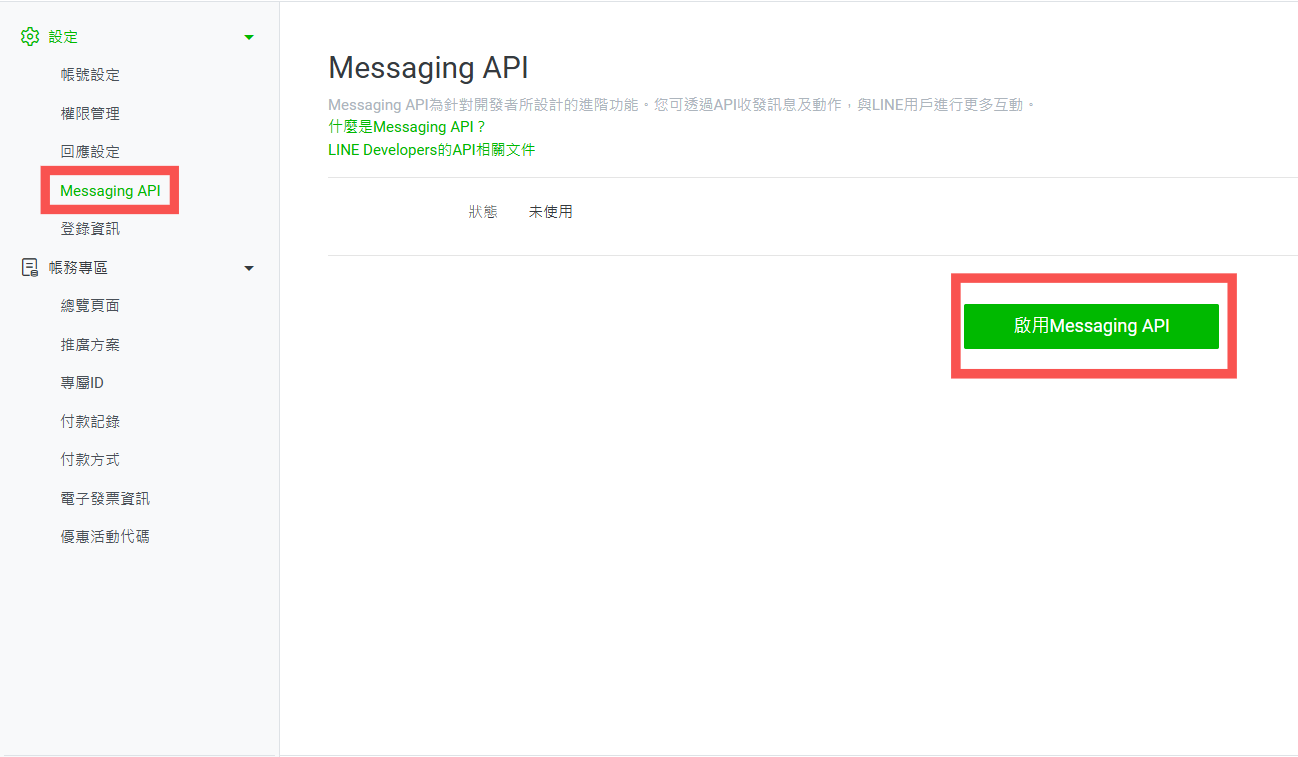 設定
帳號設定
權限管理
回應設定
Messaging API
登錄資訊
帳務專區
總覽頁面
推廣方案
專屬ID
付款記錄
付款方式
電子發票資訊
優惠活動代碼
Messaging API
Messaging API為針對開發者所設計的進階功能。您可透過API收發訊息及動作，與LINE用戶進行更多互動。
什麼是Messaging API？
LINE Developers的API相關文件
狀態 未使用
啟用Messaging API